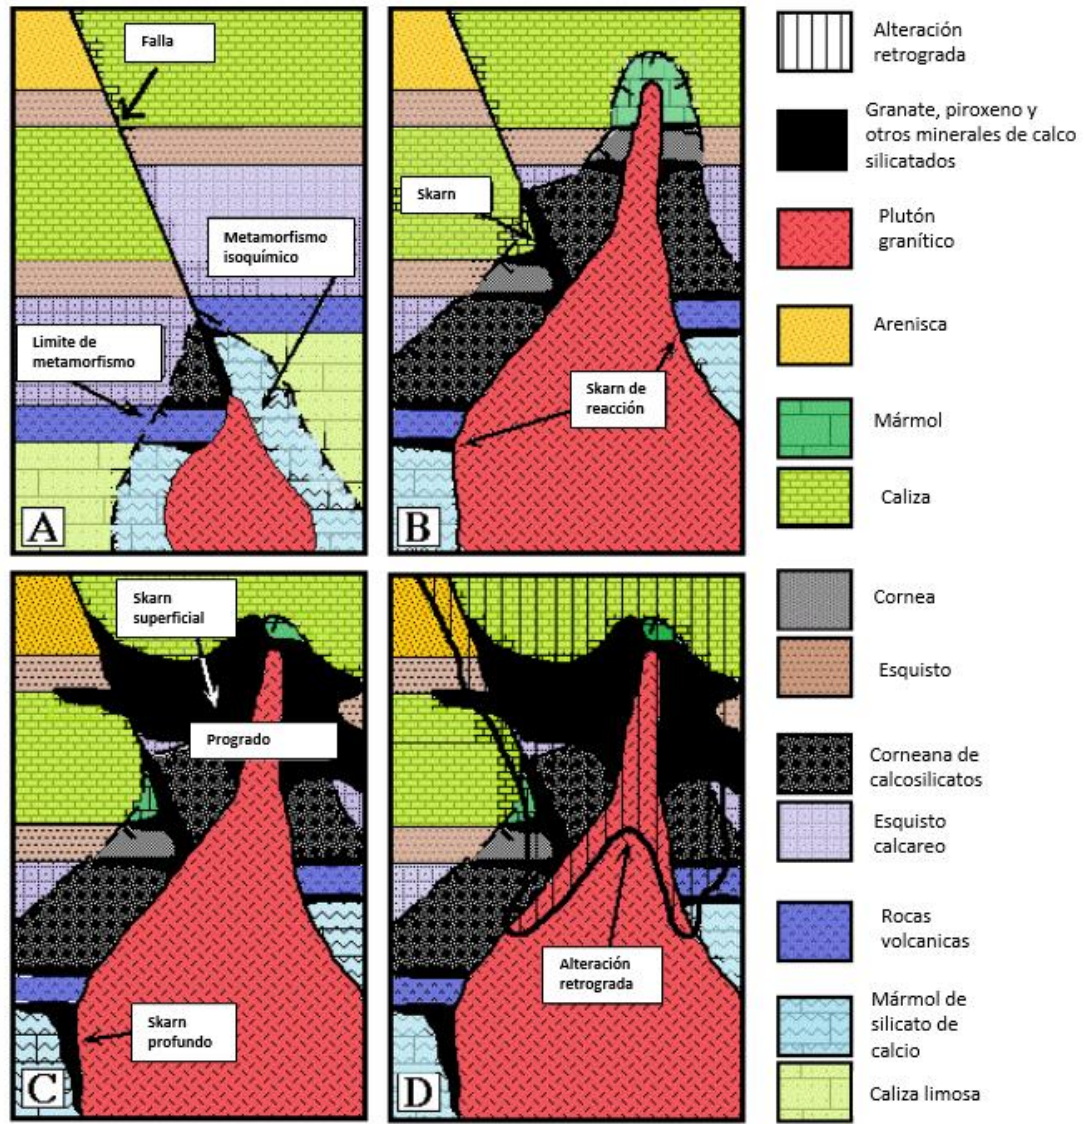 Falla
Metamorfismo
isoquímico
Limite de
metamorfismo
A
Skarn
Skarn de
reacción
B
Skarn
superficial
Progrado
Skarn
profundo
C
Alteración
retrograda
D
Alteración
retrograda
Granate, piroxeno y
otros minerales de calco
silicatados
Plutón
granítico
Arenisca
Mármol
Caliza
Cornea
Esquisto
Corneana de
calcosilicatos
Esquisto
calcareo
Rocas
volcanicas
Mármol de
silicato de
calcio
Caliza limosa